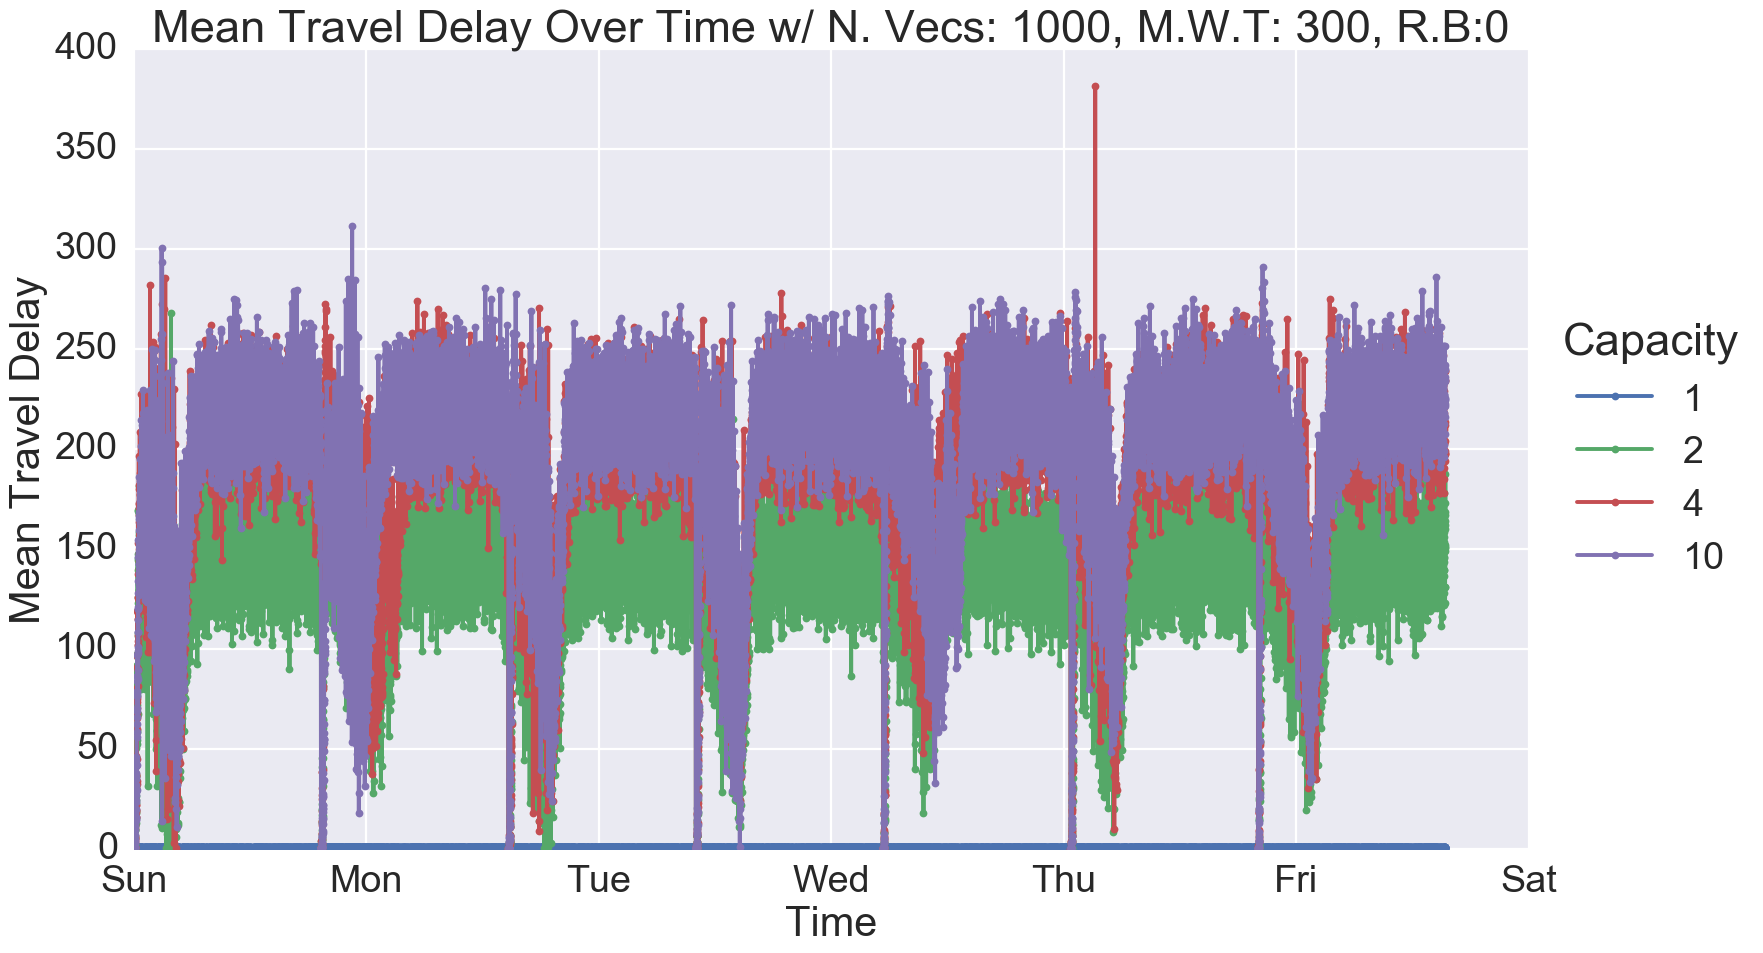 Mean Travel Delay Over Time w/ N. Vecs: 1000, M.W.T: 300, R.B:0
400
350
300
250
200
150
100
50
0
Mean Travel Delay
Sun Mon Tue Wed Thu Fri Sat
Time
Capacity
1
2
4
10